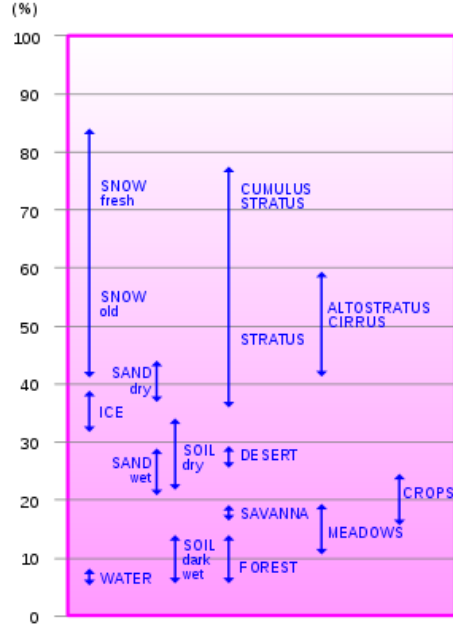 (%)
100
90
80
70
60
50
40
30
20
10
0
SNOW
fresh
SNOW
old
CUMULUS
STRATUS
STRATUS
ALTOSTRATUS
CIRRUS
SAND
dry
ICE
SAND
wet
SOIL
dry
DESERT
CROPS
SAVANNA
MEADOWS
SOIL
dark
wet
FOREST
WATER